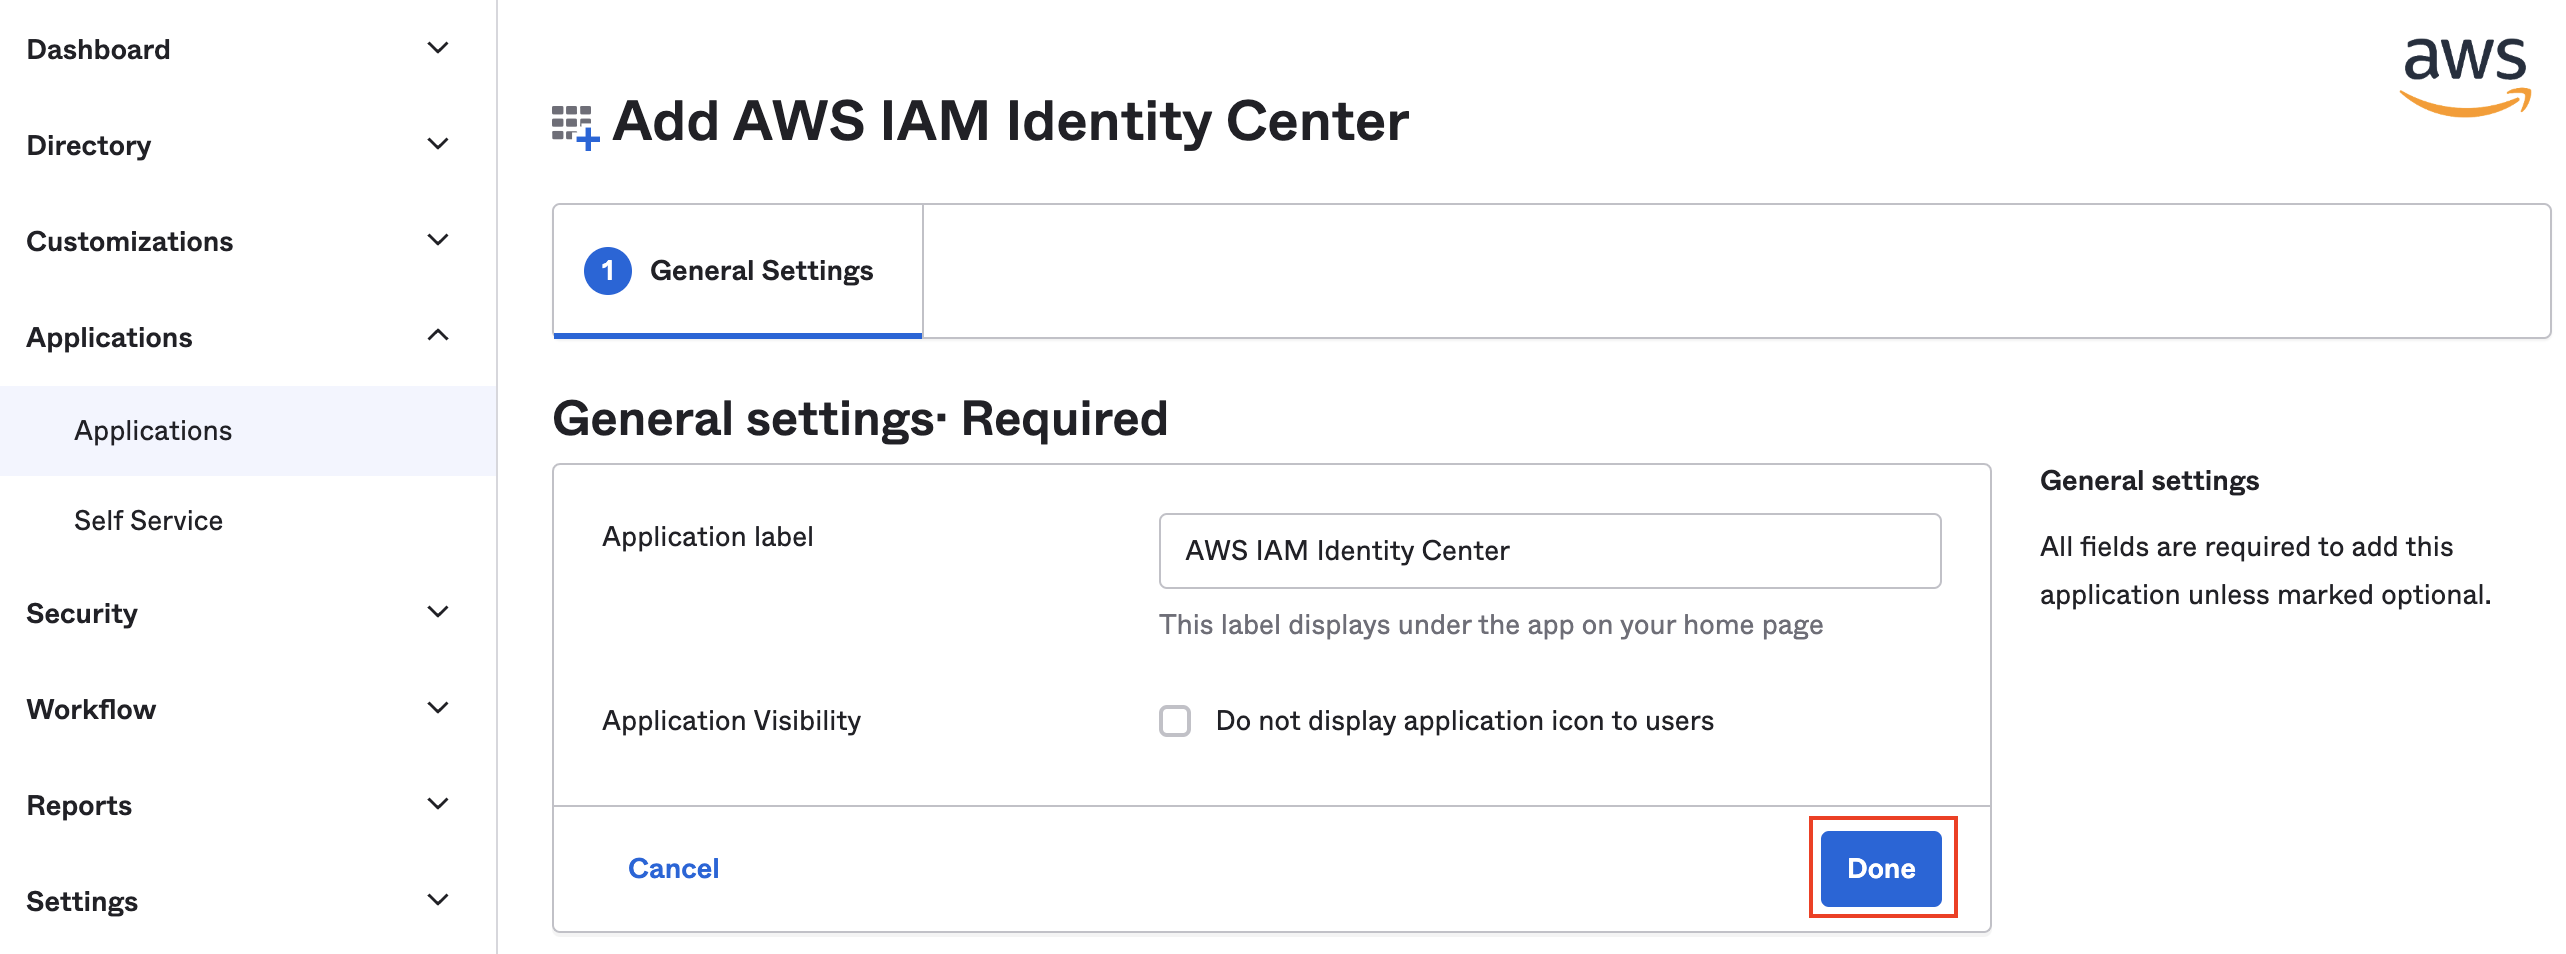 Dashboard
Directory
Customizations
Applications
Applications
Self Service
Security
Workflow
Reports
Settings
aws
Add AWS IAM Identity Center
1 General Settings
General settings· Required
Application label
AWS IAM Identity Center
This label displays under the app on your home page
Application Visibility
Do not display application icon to users
Cancel
Done
General settings
All fields are required to add this
application unless marked optional.